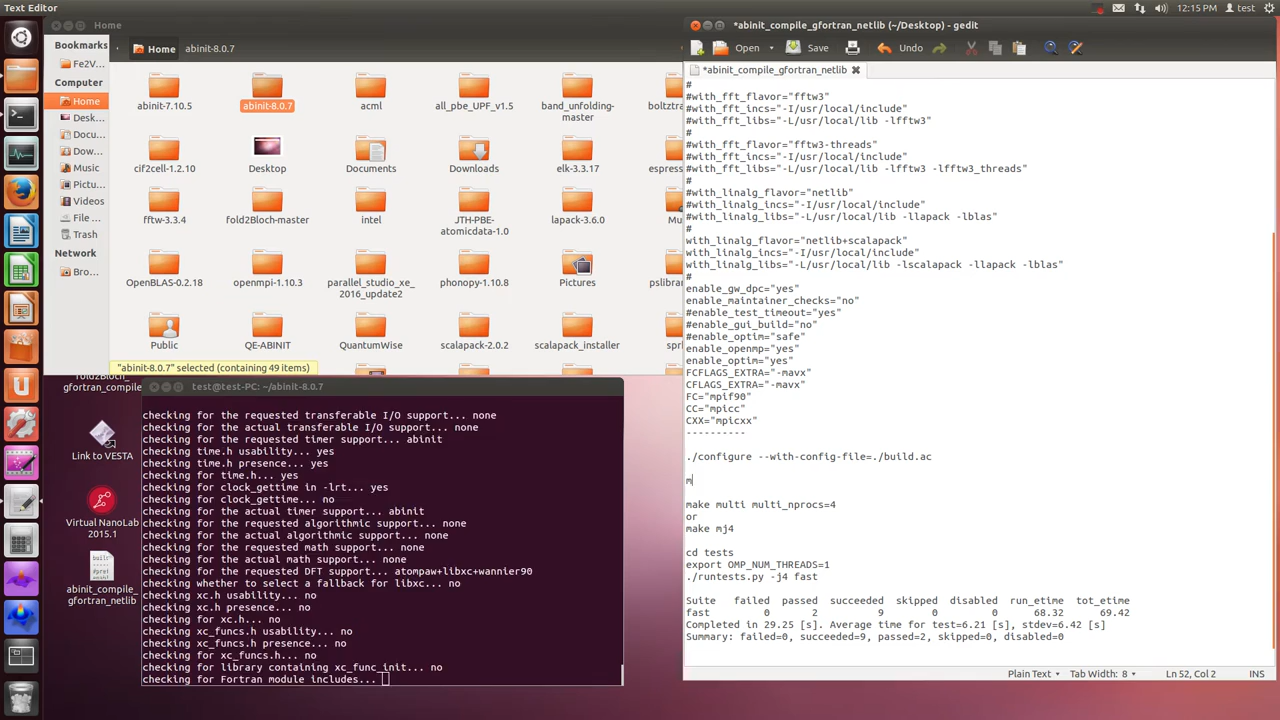 Text Editor
12:15 PM
test
Home
Bookmarks
Fe2V...
Computer
Home
Desk...
Docu...
Dow...
Music
Pictu...
Videos
File ...
Trash
Network
Bro...
Home
abinit-8.0.7
abinit-7.10.5
abinit-8.0.7
acml
all_pbe_UPF_v1.5
band_unfolding-
master
boltztra
cif2cell-1.2.10
Desktop
Documents
Downloads
elk-3.3.17
espress
fftw-3.3.4
fold2Bloch-master
intel
JTH-PBE-
atomicdata-1.0
lapack-3.6.0
Mu
OpenBLAS-0.2.18
openmpi-1.10.3
parallel_studio_xe_
2016_update2
phonopy-1.10.8
Pictures
pslibra
Public
QE-ABINIT
QuantumWise
scalapack-2.0.2
scalapack_installer
sprk
"abinit-8.0.7" selected (containing 49 items)
fold2Bloch_
gfortran_compile
Link to VESTA
Virtual NanoLab
2015.1
abinit_compile_
gfortran_netlib
test@test-PC: ~/abinit-8.0.7
checking for the requested transferable I/O support... none
checking for the actual transferable I/O support... none
checking for the requested timer support... abinit
checking time.h usability... yes
checking time.h presence... yes
checking for time.h... yes
checking for clock_gettime in -lrt... yes
checking for clock_gettime... no
checking for the actual timer support... abinit
checking for the requested algorithmic support... none
checking for the actual algorithmic support... none
checking for the requested math support... none
checking for the actual math support... none
checking for the requested DFT support... atompaw+libxc+wannier90
checking whether to select a fallback for libxc... no
checking xc.h usability... no
checking xc.h presence... no
checking for xc.h... no
checking xc_funcs.h usability... no
checking xc_funcs.h presence... no
checking for xc_funcs.h... no
checking for library containing xc_func_init... no
checking for Fortran module includes...
*abinit_compile_gfortran_netlib (~/Desktop) - gedit
Open
Save
Undo
*abinit_compile_gfortran_netlib
#
#with_fft_flavor="fftw3"
#with_fft_incs="-I/usr/local/include"
#with_fft_libs="-L/usr/local/lib -lfftw3"
#
#with_fft_flavor="fftw3-threads"
#with_fft_incs="-I/usr/local/include"
#with_fft_libs="-L/usr/local/lib -lfftw3 -lfftw3_threads"
#
#with_linalg_flavor="netlib"
#with_linalg_incs="-I/usr/local/include"
#with_linalg_libs="-L/usr/local/lib -llapack -lblas"
#
with_linalg_flavor="netlib+scalapack"
with_linalg_incs="-I/usr/local/include"
with_linalg_libs="-L/usr/local/lib -lscalapack -llapack -lblas"
#
enable_gw_dpc="yes"
enable_maintainer_checks="no"
#enable_test_timeout="yes"
#enable_gui_build="no"
#enable_optim="safe"
enable_openmp="yes"
enable_optim="yes"
FCFLAGS_EXTRA="-mavx"
CFLAGS_EXTRA="-mavx"
FC="mpif90"
CC="mpicc"
CXX="mpicxx"
----------
./configure --with-config-file=./build.ac
m
make multi multi_nprocs=4
or
make mj4
cd tests
export OMP_NUM_THREADS=1
./runtests.py -j4 fast
Suite failed passed succeeded skipped disabled run_etime tot_etime
fast 0 2 9 0 0 68.32 69.42
Completed in 29.25 [s]. Average time for test=6.21 [s], stdev=6.42 [s]
Summary: failed=0, succeeded=9, passed=2, skipped=0, disabled=0
Plain Text
Tab Width: 8
Ln 52, Col 2
INS